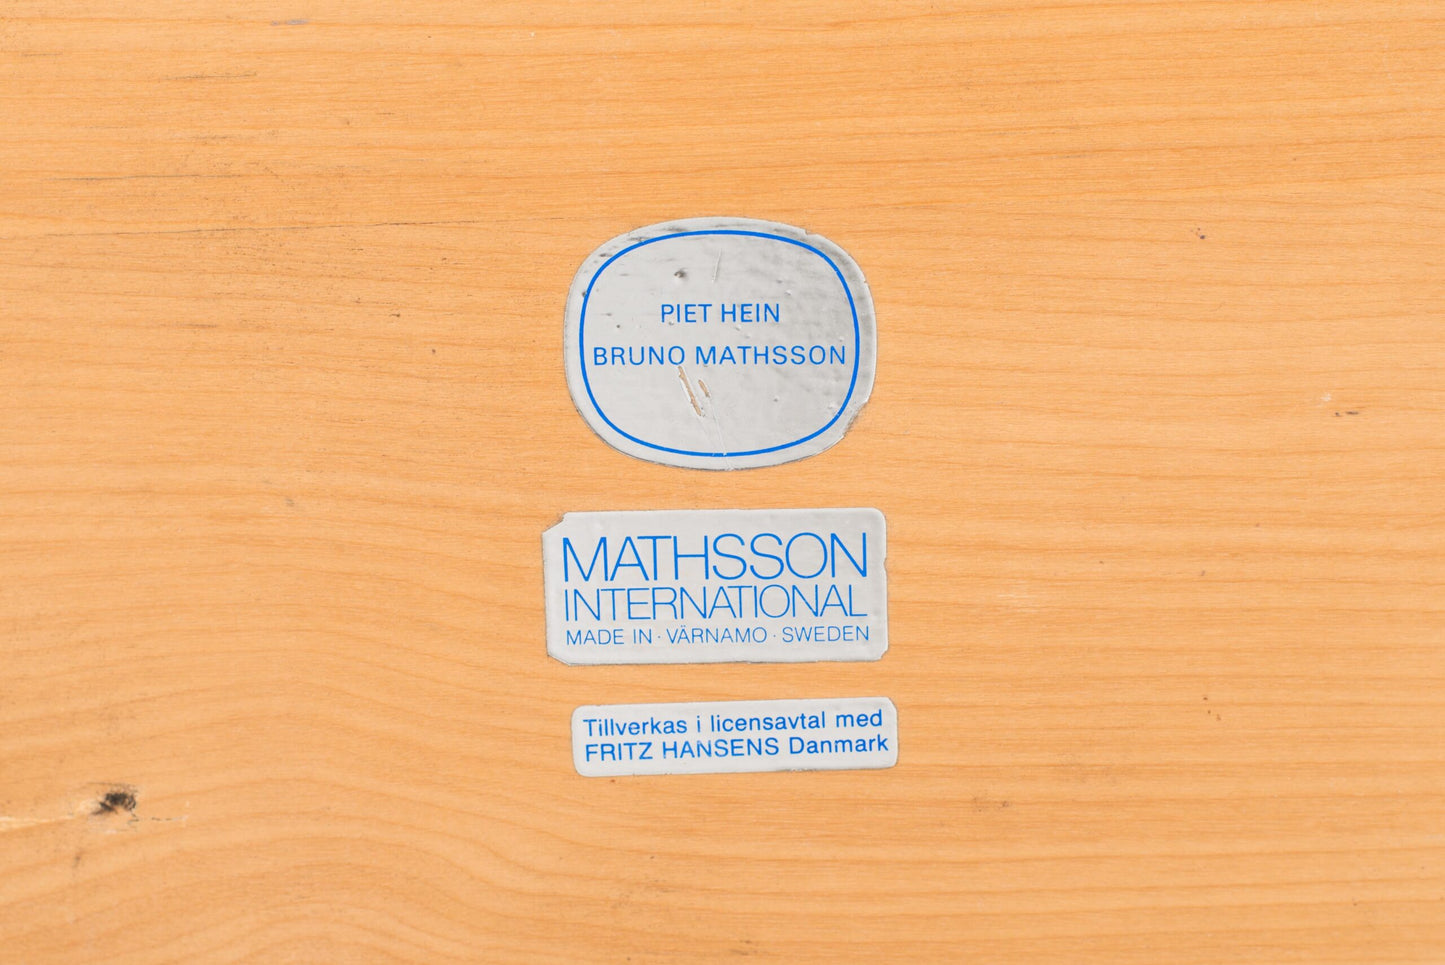 PIET HEIN
BRUNO MATHSSON
MATHSSON
INTERNATIONAL
MADE IN · VÄRNAMO · SWEDEN
Tillverkas i licensavtal med
FRITZ HANSENS Danmark